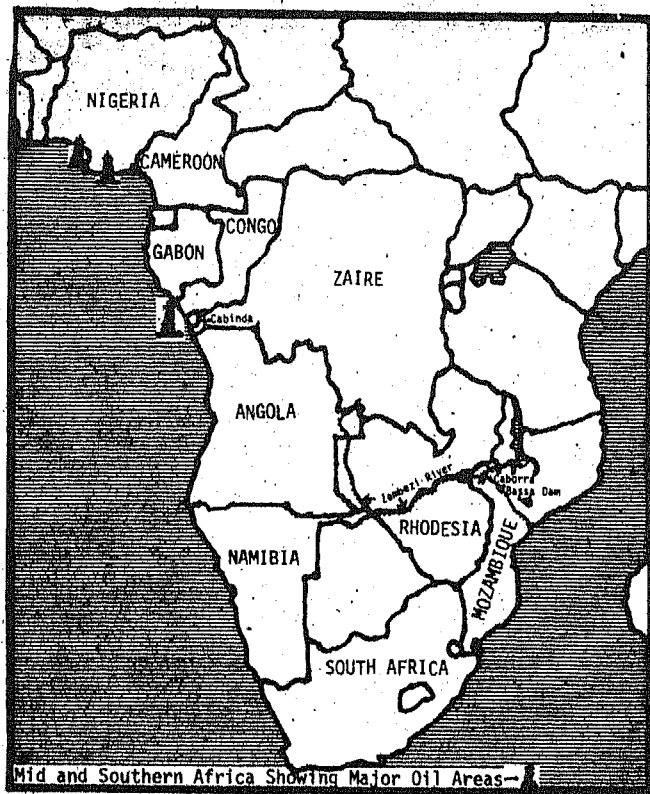 NIGERIA
CAMEROON
CONGO
GABON
ZAIRE
Cabinda
ANGOLA
Zambezi River
Caborra
Bassa Dam
RHODESIA
NAMIBIA
MOZAMBIQUE
SOUTH AFRICA
Mid and Southern Africa Showing Major Oil Areas→